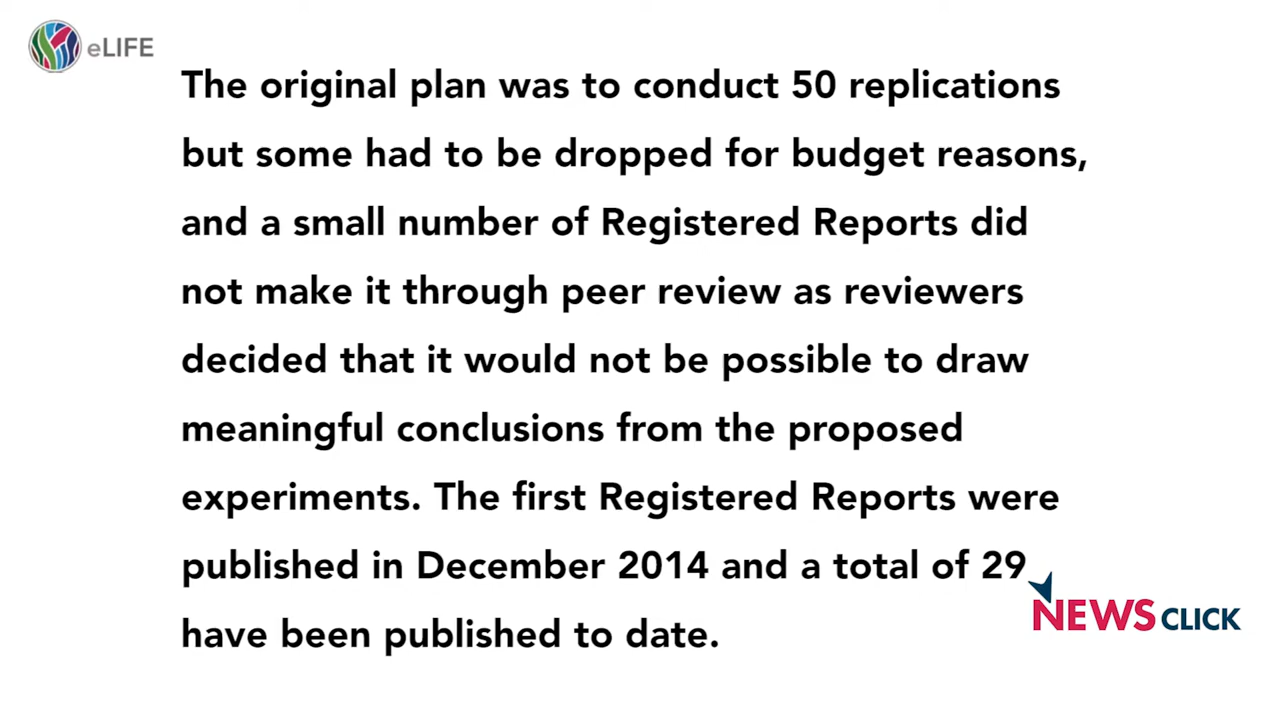 eLIFE
The original plan was to conduct 50 replications
but some had to be dropped for budget reasons,
and a small number of Registered Reports did
not make it through peer review as reviewers
decided that it would not be possible to draw
meaningful conclusions from the proposed
experiments. The first Registered Reports were
published in December 2014 and a total of 29
have been published to date.
NEWSCLICK